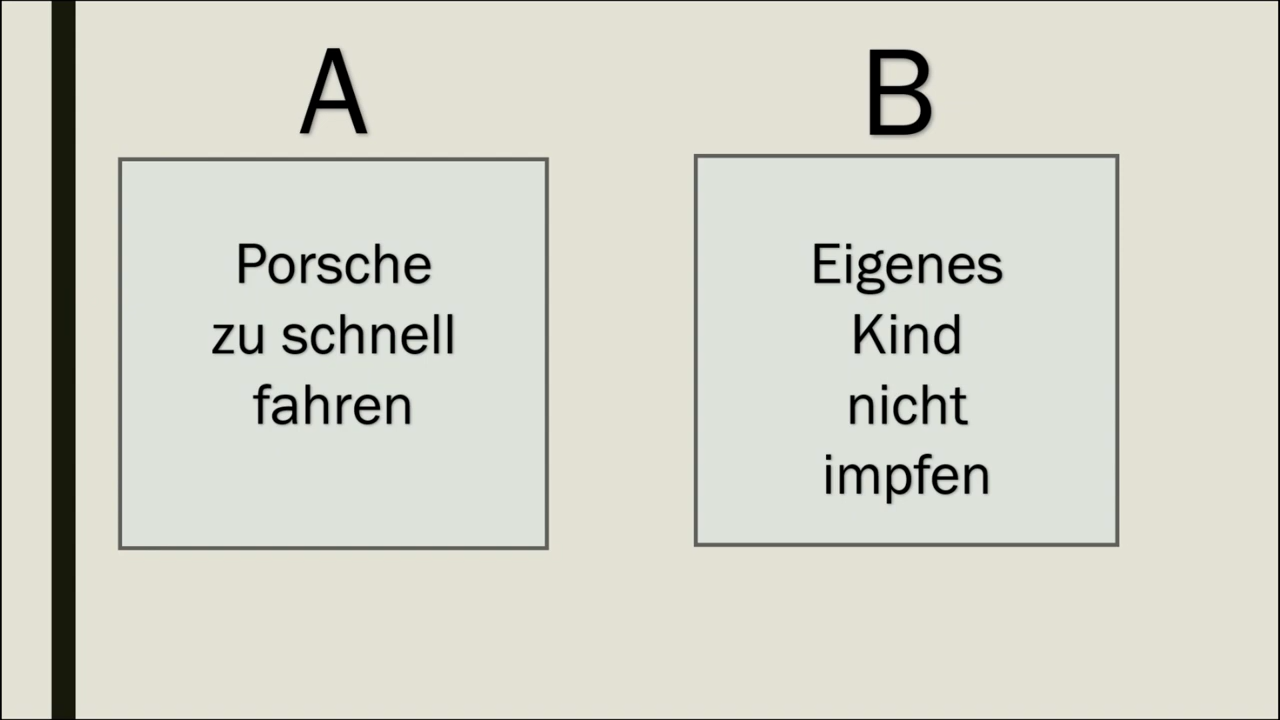 A
Porsche
zu schnell
fahren
B
Eigenes
Kind
nicht
impfen